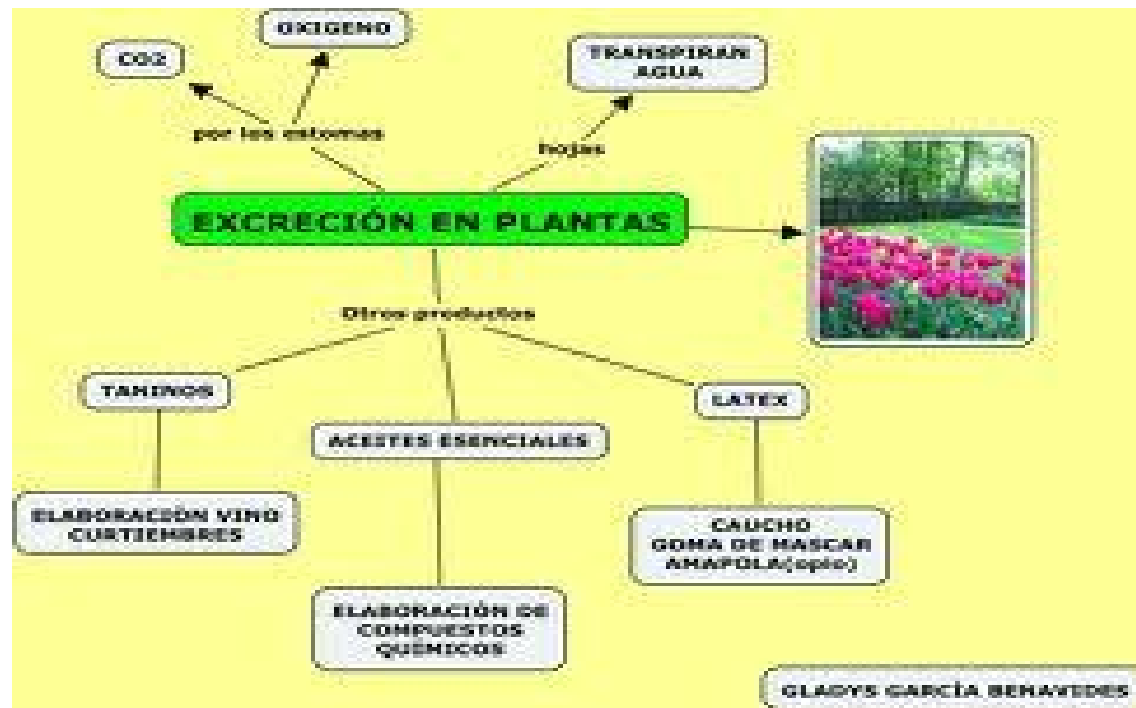 OXIGENO
CO2
TRANSPIRAN
AGUA
por los estomas
hojas
EXCRECIÓN EN PLANTAS
Otros productos
TANINOS
LATEX
ACEITES ESENCIALES
ELABORACIÓN VINO
CURTIEMBRES
CAUCHO
GOMA DE MASCAR
AMAPOLA(opio)
ELABORACIÓN DE
COMPUESTOS
QUÍMICOS
GLADYS GARCÍA BENAVIDES